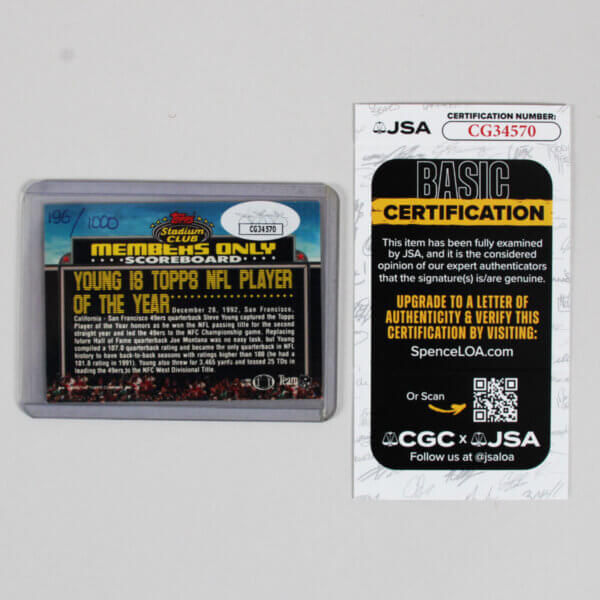 196/1000
Topps
Stadium
CLUB
CG34570
MEMBERS ONLY
SCOREBOARD
YOUNG IS TOPPS NFL PLAYER
OF THE YEAR
December 28, 1992, San Francisco,
California - San Francisco 49ers quarterback Steve Young captured the Topps
Player of the Year honors as he won the NFL passing title for the second
straight year and led the 49ers to the NFC Championship game. Replacing
future Hall of Fame quarterback Joe Montana was no easy task, but Young
compiled a 107.0 quarterback rating and became the only quarterback in NFL
history to have back-to-back seasons with ratings higher than 100 (he had a
101.8 rating in 1991). Young also threw for 3,465 yards and tossed 25 TDs in
leading the 49ers to the NFC West Divisional Title.
Team
JSA
CERTIFICATION NUMBER:
CG34570
BASIC
CERTIFICATION
This item has been fully examined
by JSA, and it is the considered
opinion of our expert authenticators
that the signature(s) is/are genuine.
UPGRADE TO A LETTER OF
AUTHENTICITY & VERIFY THIS
CERTIFICATION BY VISITING:
SpenceLOA.com
Or Scan
CGC x JSA
Follow us at @jsaloa